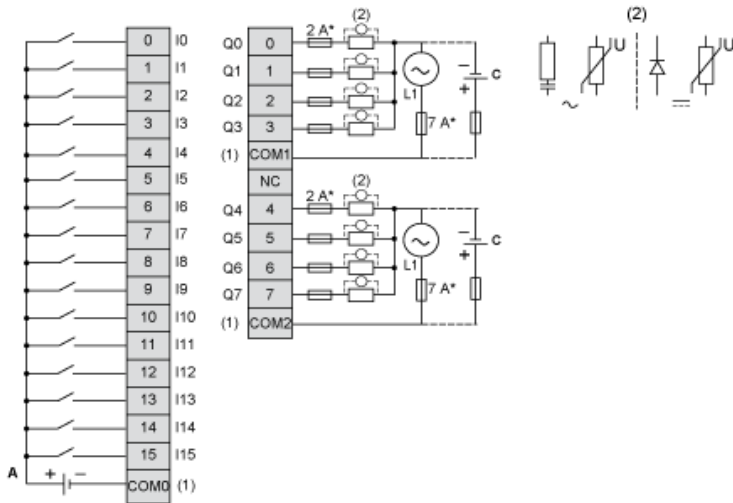 0 I0
1 I1
2 I2
3 I3
4 I4
5 I5
6 I6
7 I7
8 I8
9 I9
10 I10
11 I11
12 I12
13 I13
14 I14
15 I15
A + − COM0 (1)
2 A* (2)
Q0 0
Q1 1
Q2 2
Q3 3
(1) COM1
L1
7 A*
− + C
NC
2 A* (2)
Q4 4
Q5 5
Q6 6
Q7 7
(1) COM2
L1
7 A*
− + C
(2)
U U